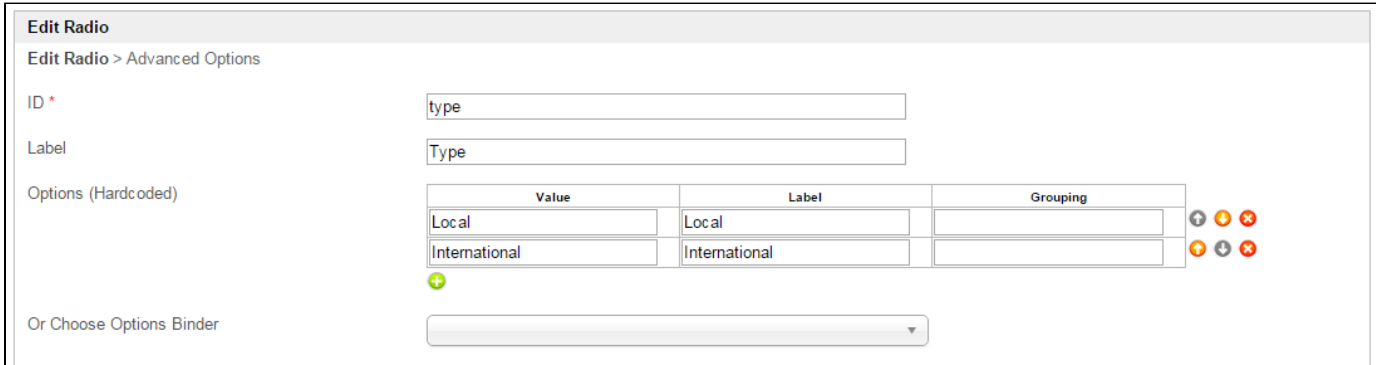 Edit Radio
Edit Radio > Advanced Options
ID *
type
Label
Type
Options (Hardcoded)
Value Label Grouping
Local Local
International International
Or Choose Options Binder